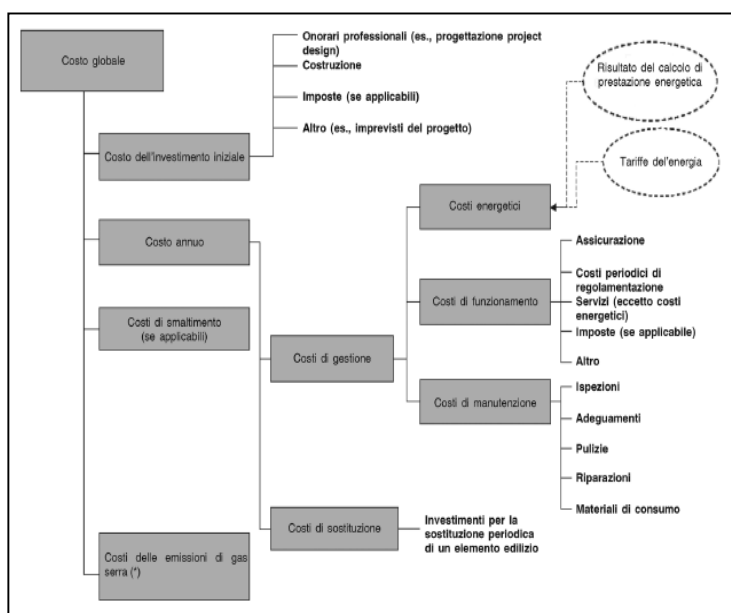 Costo globale
Onorari professionali (es., progettazione project
design)
Costruzione
Imposte (se applicabili)
Altro (es., imprevisti del progetto)
Costo dell'investimento iniziale
Risultato del calcolo di
prestazione energetica
Tariffe del'energia
Costi energetici
Costo annuo
Assicurazione
Costi periodici di
regolamentazione
Servizi (eccetto costi
energetici)
Imposte (se applicabile)
Altro
Costi di funzionamento
Costi di smaltimento
(se applicabili)
Costi di gestione
Costi di manutenzione
Ispezioni
Adeguamenti
Pulizie
Riparazioni
Materiali di consumo
Costi di sostituzione
Investimenti per la
sostituzione periodica
di un elemento edilizio
Costi delle emissioni di gas
serra (*)